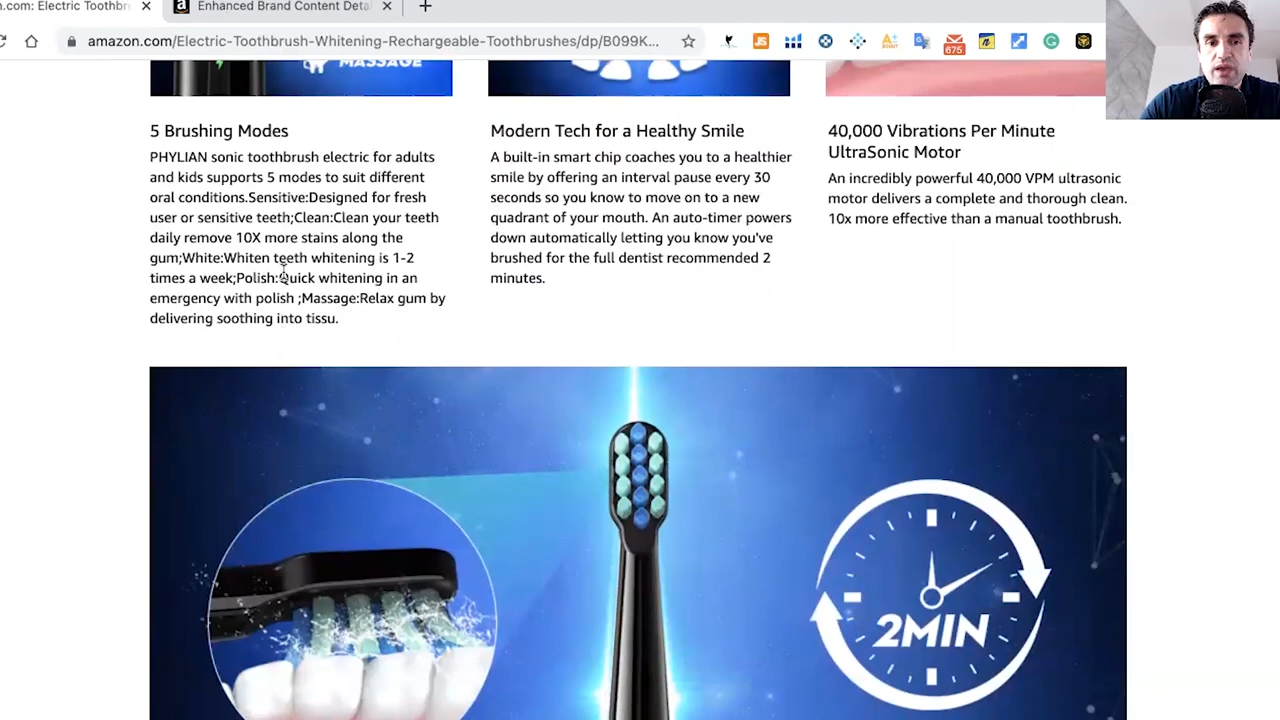 n.com: Electric Toothbr
Enhanced Brand Content Detai
amazon.com/Electric-Toothbrush-Whitening-Rechargeable-Toothbrushes/dp/B099K...
675
MASSAGE
5 Brushing Modes
PHYLIAN sonic toothbrush electric for adults
and kids supports 5 modes to suit different
oral conditions.Sensitive:Designed for fresh
user or sensitive teeth;Clean:Clean your teeth
daily remove 10X more stains along the
gum;White:Whiten teeth whitening is 1-2
times a week;Polish:Quick whitening in an
emergency with polish ;Massage:Relax gum by
delivering soothing into tissu.
Modern Tech for a Healthy Smile
A built-in smart chip coaches you to a healthier
smile by offering an interval pause every 30
seconds so you know to move on to a new
quadrant of your mouth. An auto-timer powers
down automatically letting you know you've
brushed for the full dentist recommended 2
minutes.
40,000 Vibrations Per Minute
UltraSonic Motor
An incredibly powerful 40,000 VPM ultrasonic
motor delivers a complete and thorough clean.
10x more effective than a manual toothbrush.
2MIN